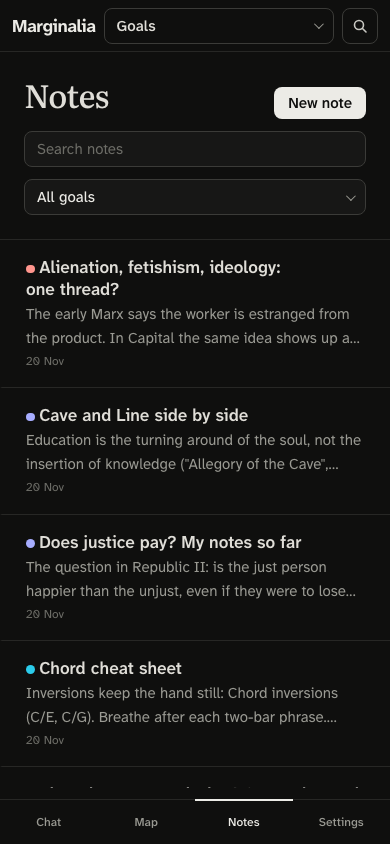 Marginalia
Goals
Notes
New note
Search notes
All goals
Alienation, fetishism, ideology:
one thread?
The early Marx says the worker is estranged from
the product. In Capital the same idea shows up a…
20 Nov
Cave and Line side by side
Education is the turning around of the soul, not the
insertion of knowledge ("Allegory of the Cave",…
20 Nov
Does justice pay? My notes so far
The question in Republic II: is the just person
happier than the unjust, even if they were to lose…
20 Nov
Chord cheat sheet
Inversions keep the hand still: Chord inversions
(C/E, C/G). Breathe after each two-bar phrase.…
20 Nov
Chat
Map
Notes
Settings